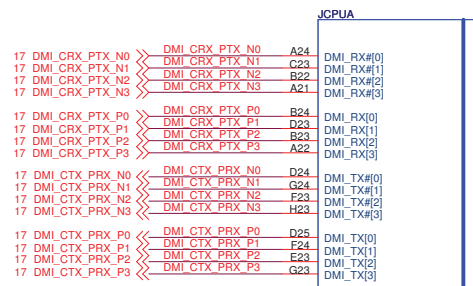 JCPUA
17 DMI_CRX_PTX_N0 DMI_CRX_PTX_N0 A24 DMI_RX#[0]
17 DMI_CRX_PTX_N1 DMI_CRX_PTX_N1 C23 DMI_RX#[1]
17 DMI_CRX_PTX_N2 DMI_CRX_PTX_N2 B22 DMI_RX#[2]
17 DMI_CRX_PTX_N3 DMI_CRX_PTX_N3 A21 DMI_RX#[3]
17 DMI_CRX_PTX_P0 DMI_CRX_PTX_P0 B24 DMI_RX[0]
17 DMI_CRX_PTX_P1 DMI_CRX_PTX_P1 D23 DMI_RX[1]
17 DMI_CRX_PTX_P2 DMI_CRX_PTX_P2 B23 DMI_RX[2]
17 DMI_CRX_PTX_P3 DMI_CRX_PTX_P3 A22 DMI_RX[3]
17 DMI_CTX_PRX_N0 DMI_CTX_PRX_N0 D24 DMI_TX#[0]
17 DMI_CTX_PRX_N1 DMI_CTX_PRX_N1 G24 DMI_TX#[1]
17 DMI_CTX_PRX_N2 DMI_CTX_PRX_N2 F23 DMI_TX#[2]
17 DMI_CTX_PRX_N3 DMI_CTX_PRX_N3 H23 DMI_TX#[3]
17 DMI_CTX_PRX_P0 DMI_CTX_PRX_P0 D25 DMI_TX[0]
17 DMI_CTX_PRX_P1 DMI_CTX_PRX_P1 F24 DMI_TX[1]
17 DMI_CTX_PRX_P2 DMI_CTX_PRX_P2 E23 DMI_TX[2]
17 DMI_CTX_PRX_P3 DMI_CTX_PRX_P3 G23 DMI_TX[3]